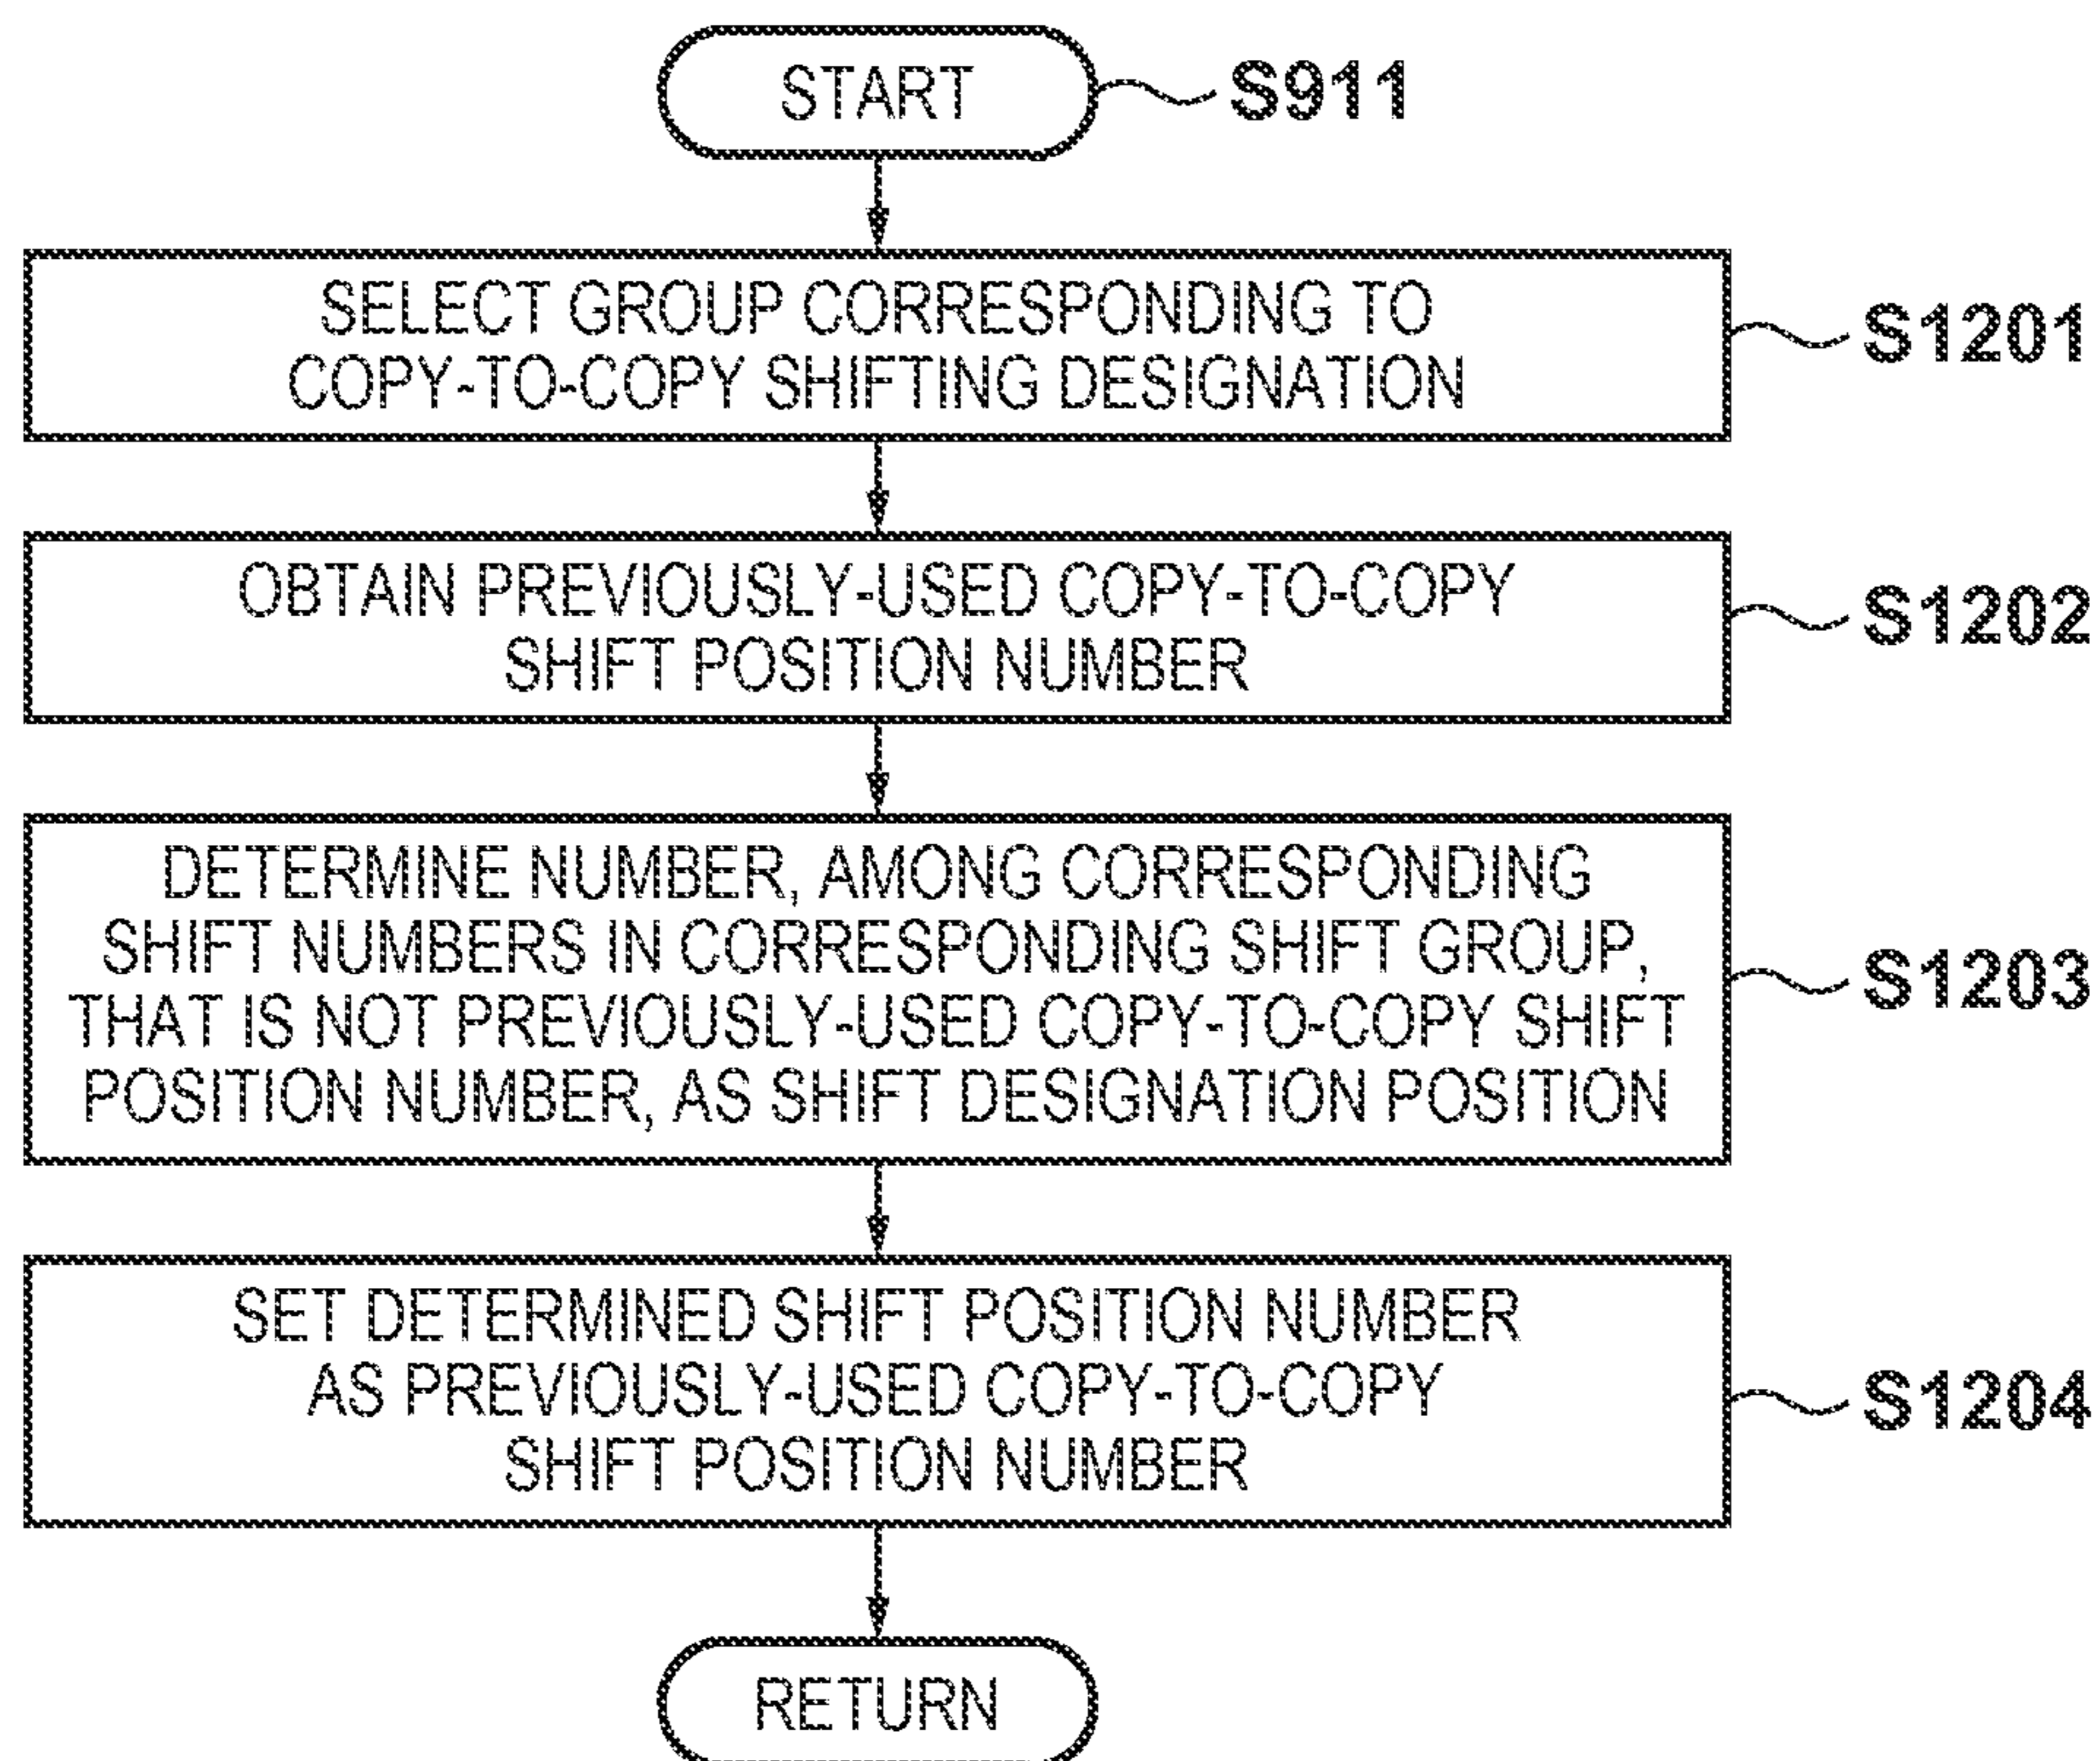 START
S911
SELECT GROUP CORRESPONDING TO
COPY-TO-COPY SHIFTING DESIGNATION
S1201
OBTAIN PREVIOUSLY-USED COPY-TO-COPY
SHIFT POSITION NUMBER
S1202
DETERMINE NUMBER, AMONG CORRESPONDING
SHIFT NUMBERS IN CORRESPONDING SHIFT GROUP,
THAT IS NOT PREVIOUSLY-USED COPY-TO-COPY SHIFT
POSITION NUMBER, AS SHIFT DESIGNATION POSITION
S1203
SET DETERMINED SHIFT POSITION NUMBER
AS PREVIOUSLY-USED COPY-TO-COPY
SHIFT POSITION NUMBER
S1204
RETURN